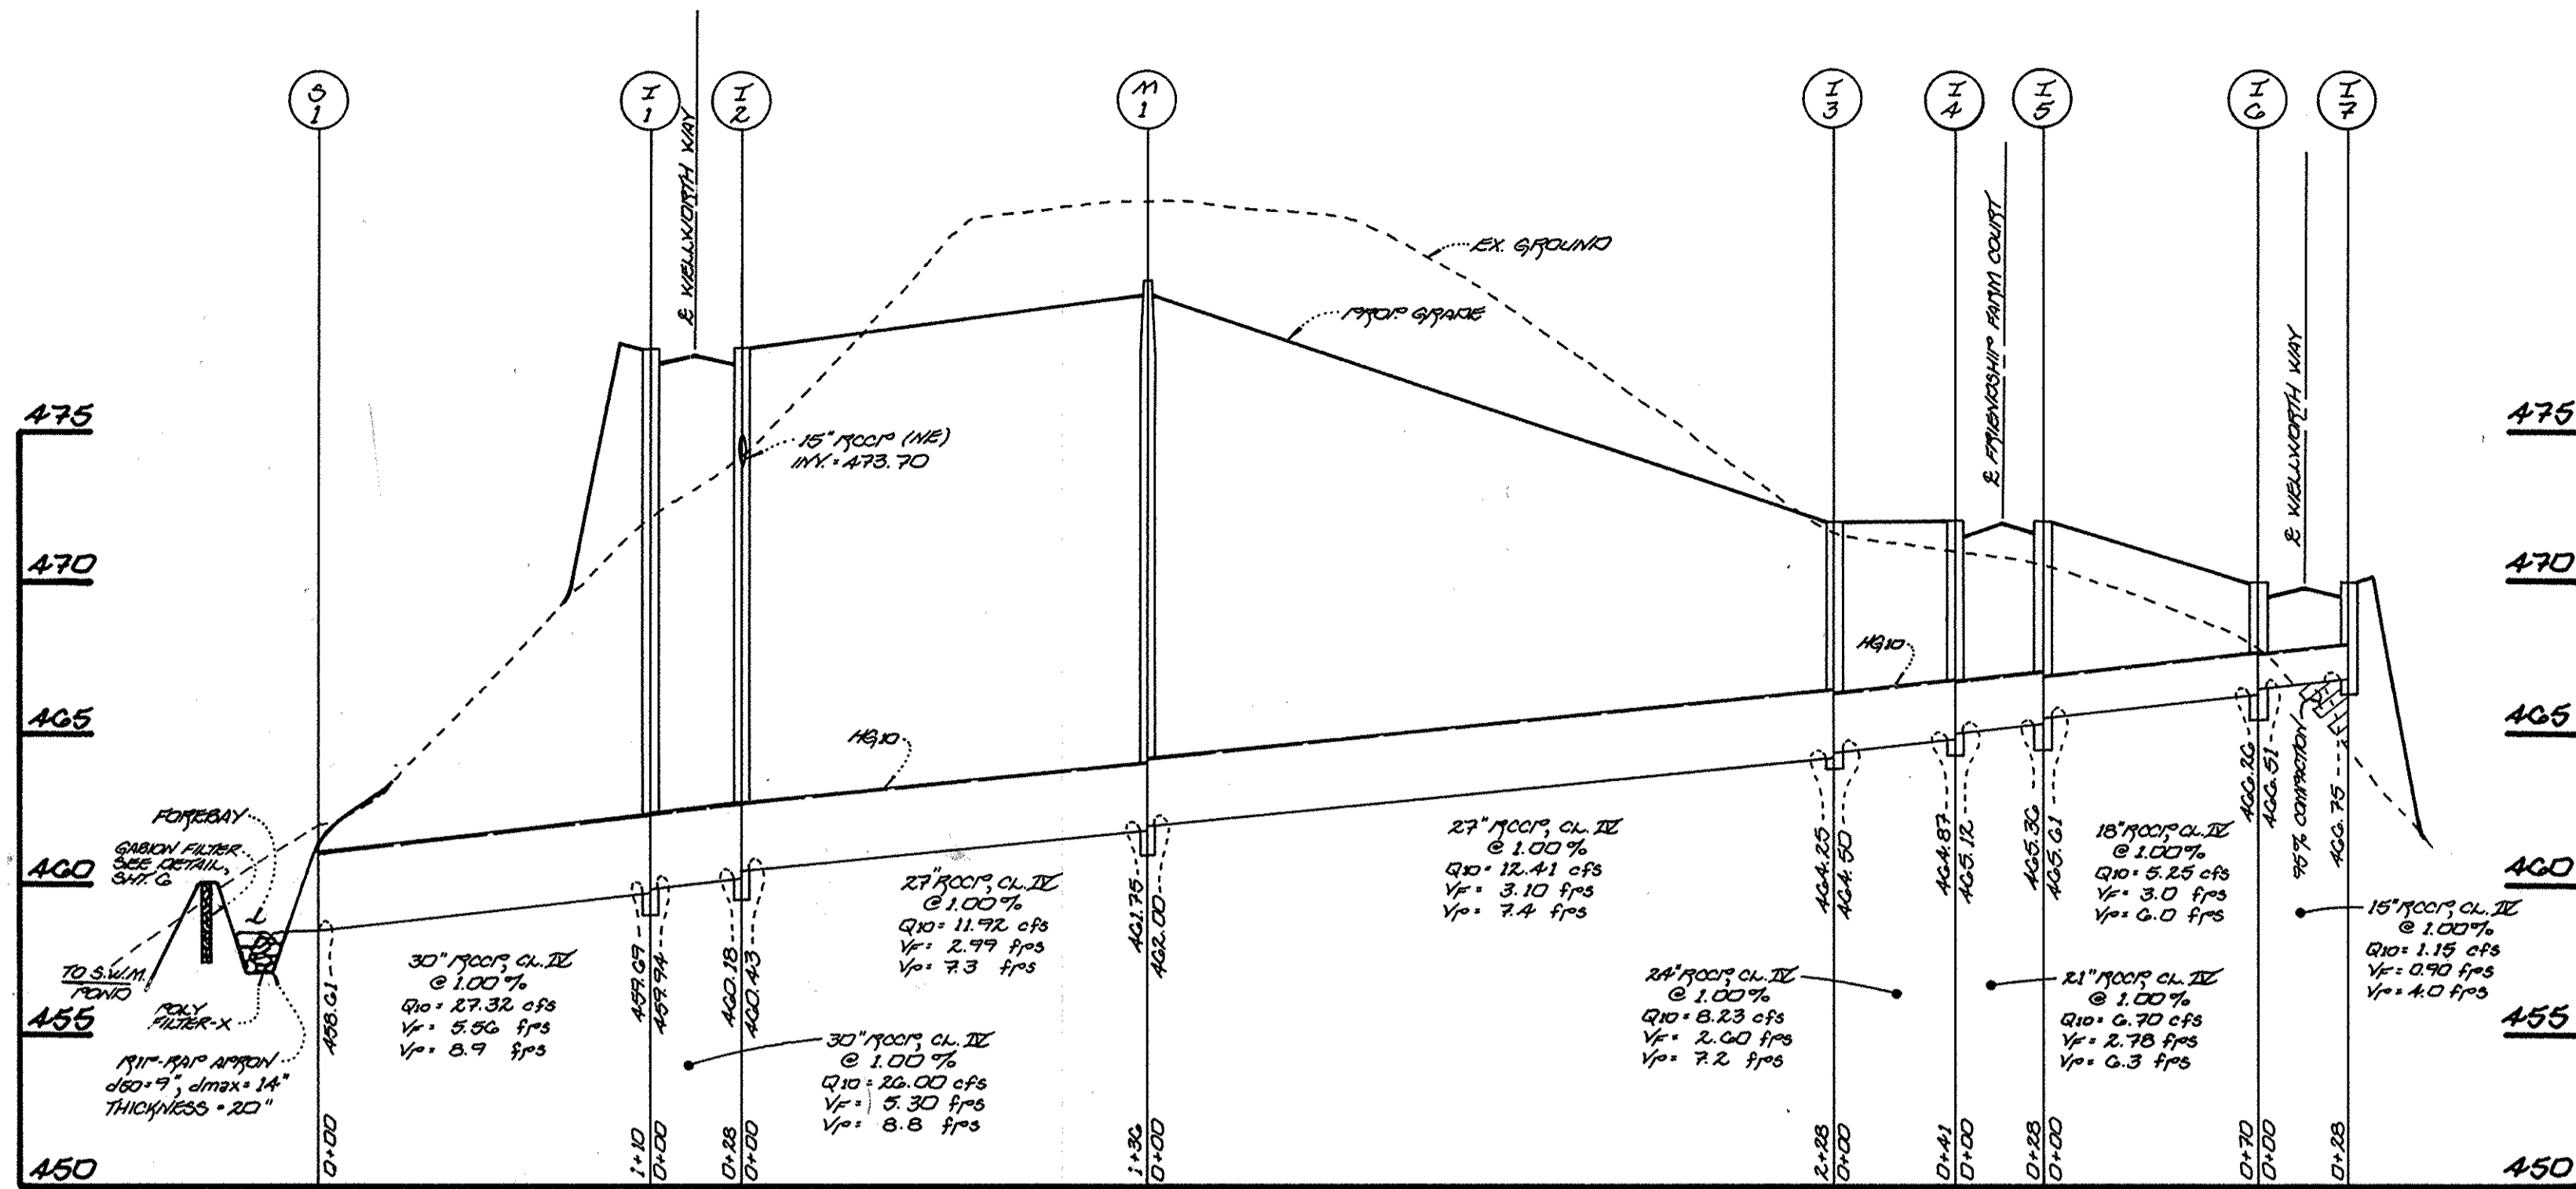 S
1
I
1
I
2
M
1
I
3
I
4
I
5
I
6
I
7
℄ WELLWORTH WAY
℄ FRIENDSHIP FARM COURT
℄ WELLWORTH WAY
EX. GROUND
PROP GRADE
15" RCCP (NE)
INV. = 473.70
475
470
465
460
455
450
475
470
465
460
455
450
HG10
HG10
FOREBAY
GABION FILTER
SEE DETAIL,
SHT. 6
TO S.W.M.
POND
POLY
FILTER-X
RIP-RAP APRON
d50 = 9", dmax = 14"
THICKNESS = 20"
30" RCCP, CL. IV
@ 1.00 %
Q10 = 27.32 cfs
VF = 5.56 fps
VP = 8.9 fps
30" RCCP, CL. IV
@ 1.00 %
Q10 = 26.00 cfs
VF = 5.30 fps
VP = 8.8 fps
27" RCCP, CL. IV
@ 1.00 %
Q10 = 11.92 cfs
VF = 2.99 fps
VP = 7.3 fps
27" RCCP, CL. IV
@ 1.00 %
Q10 = 12.41 cfs
VF = 3.10 fps
VP = 7.4 fps
24" RCCP, CL. IV
@ 1.00 %
Q10 = 8.23 cfs
VF = 2.60 fps
VP = 7.2 fps
21" RCCP, CL. IV
@ 1.00 %
Q10 = 6.70 cfs
VF = 2.78 fps
VP = 6.3 fps
18" RCCP, CL. IV
@ 1.00 %
Q10 = 5.25 cfs
VF = 3.0 fps
VP = 6.0 fps
15" RCCP, CL. IV
@ 1.00 %
Q10 = 1.15 cfs
VF = 0.90 fps
VP = 4.0 fps
95% COMPACTION
458.61
459.69
459.94
460.18
460.43
461.75
462.00
464.25
464.50
464.87
465.12
465.36
465.61
466.26
466.51
466.75
0+00
1+10
0+00
0+28
0+00
1+36
0+00
2+28
0+00
0+41
0+00
0+28
0+00
0+70
0+00
0+28